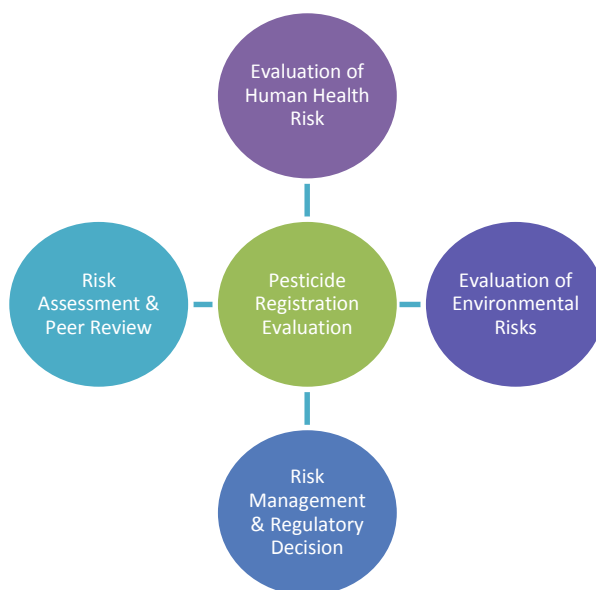 Evaluation of
Human Health
Risk
Risk
Assessment &
Peer Review
Pesticide
Registration
Evaluation
Evaluation of
Environmental
Risks
Risk
Management
& Regulatory
Decision